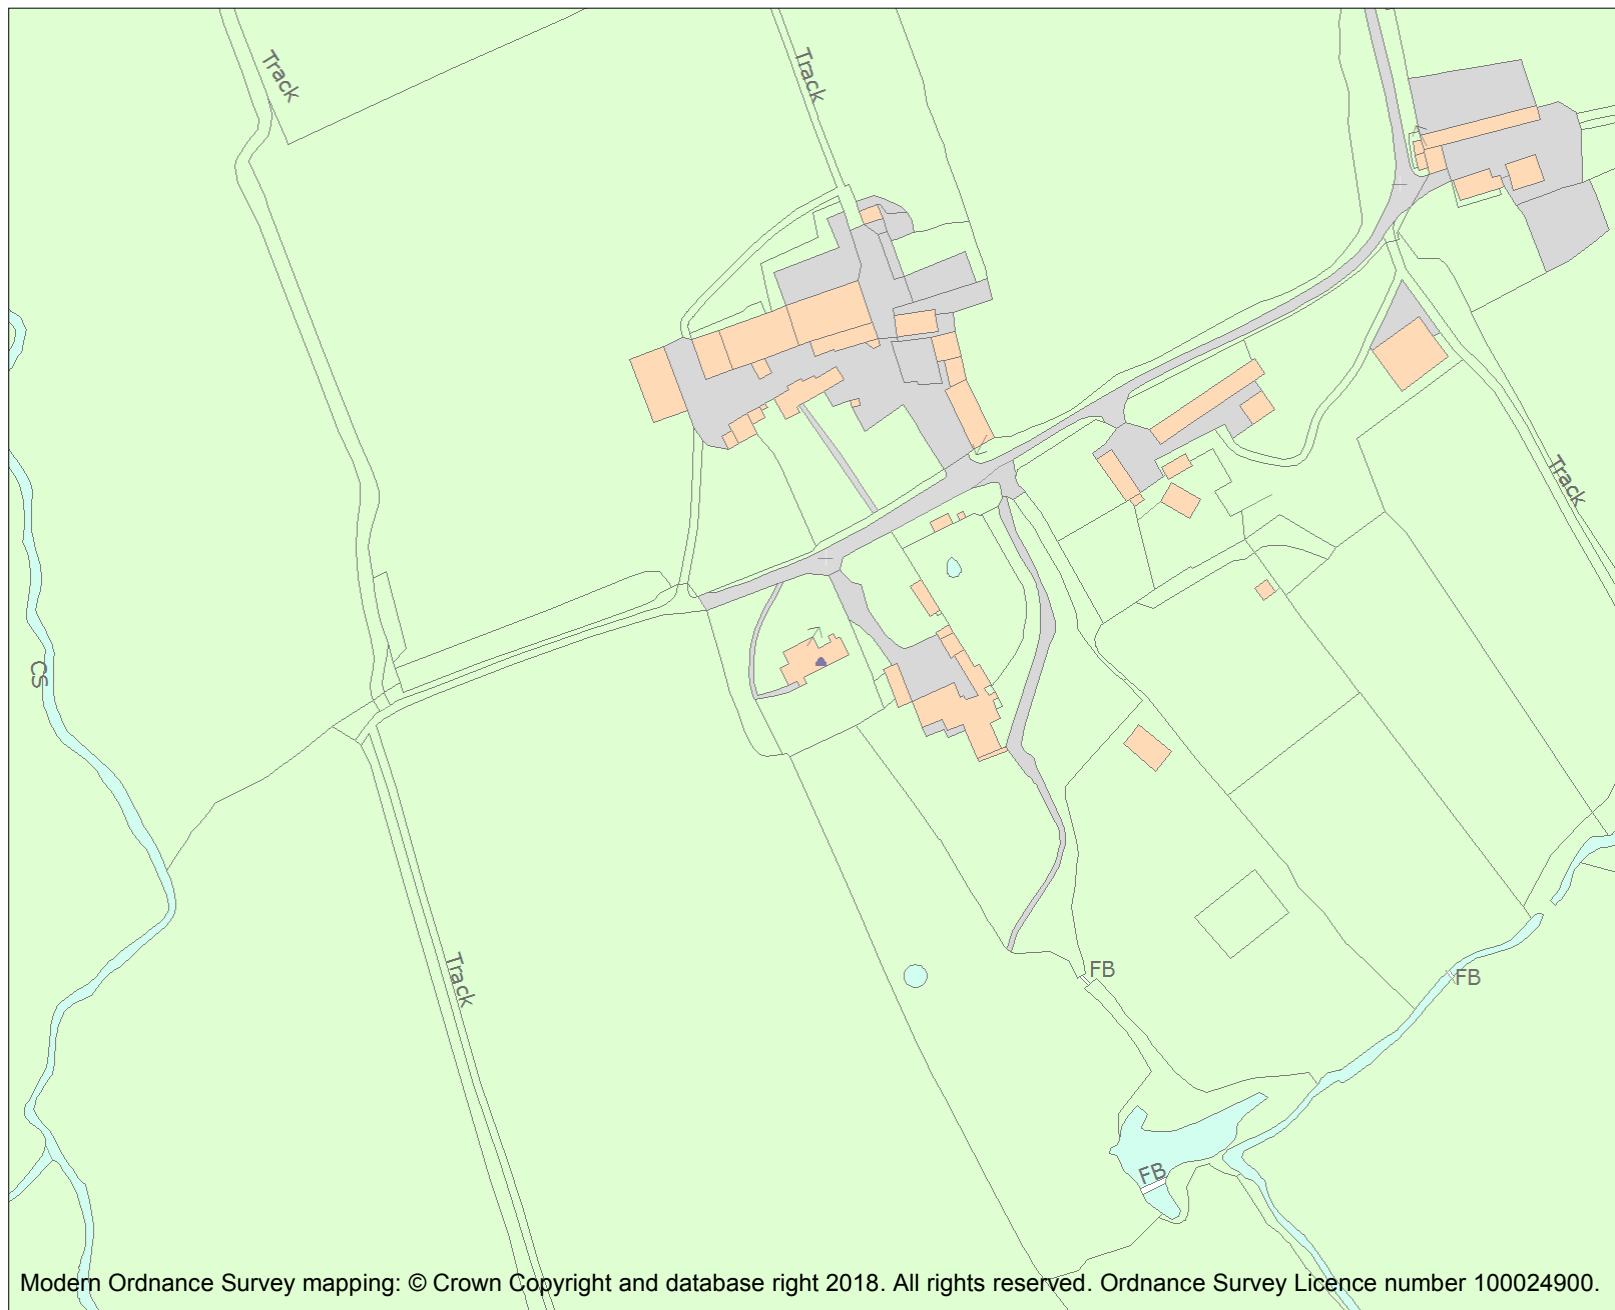 Track
Track
Track
CS
Track
FB
FB
FB
Modern Ordnance Survey mapping: © Crown Copyright and database right 2018. All rights reserved. Ordnance Survey Licence number 100024900.